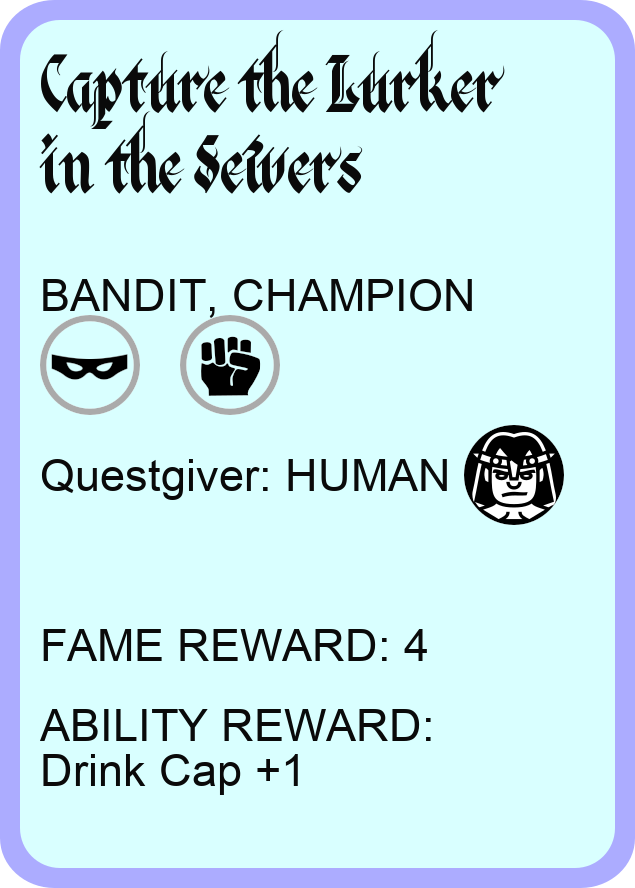 Capture the Lurker
in the Sewers
BANDIT, CHAMPION
Questgiver: HUMAN
FAME REWARD: 4
ABILITY REWARD:
Drink Cap +1